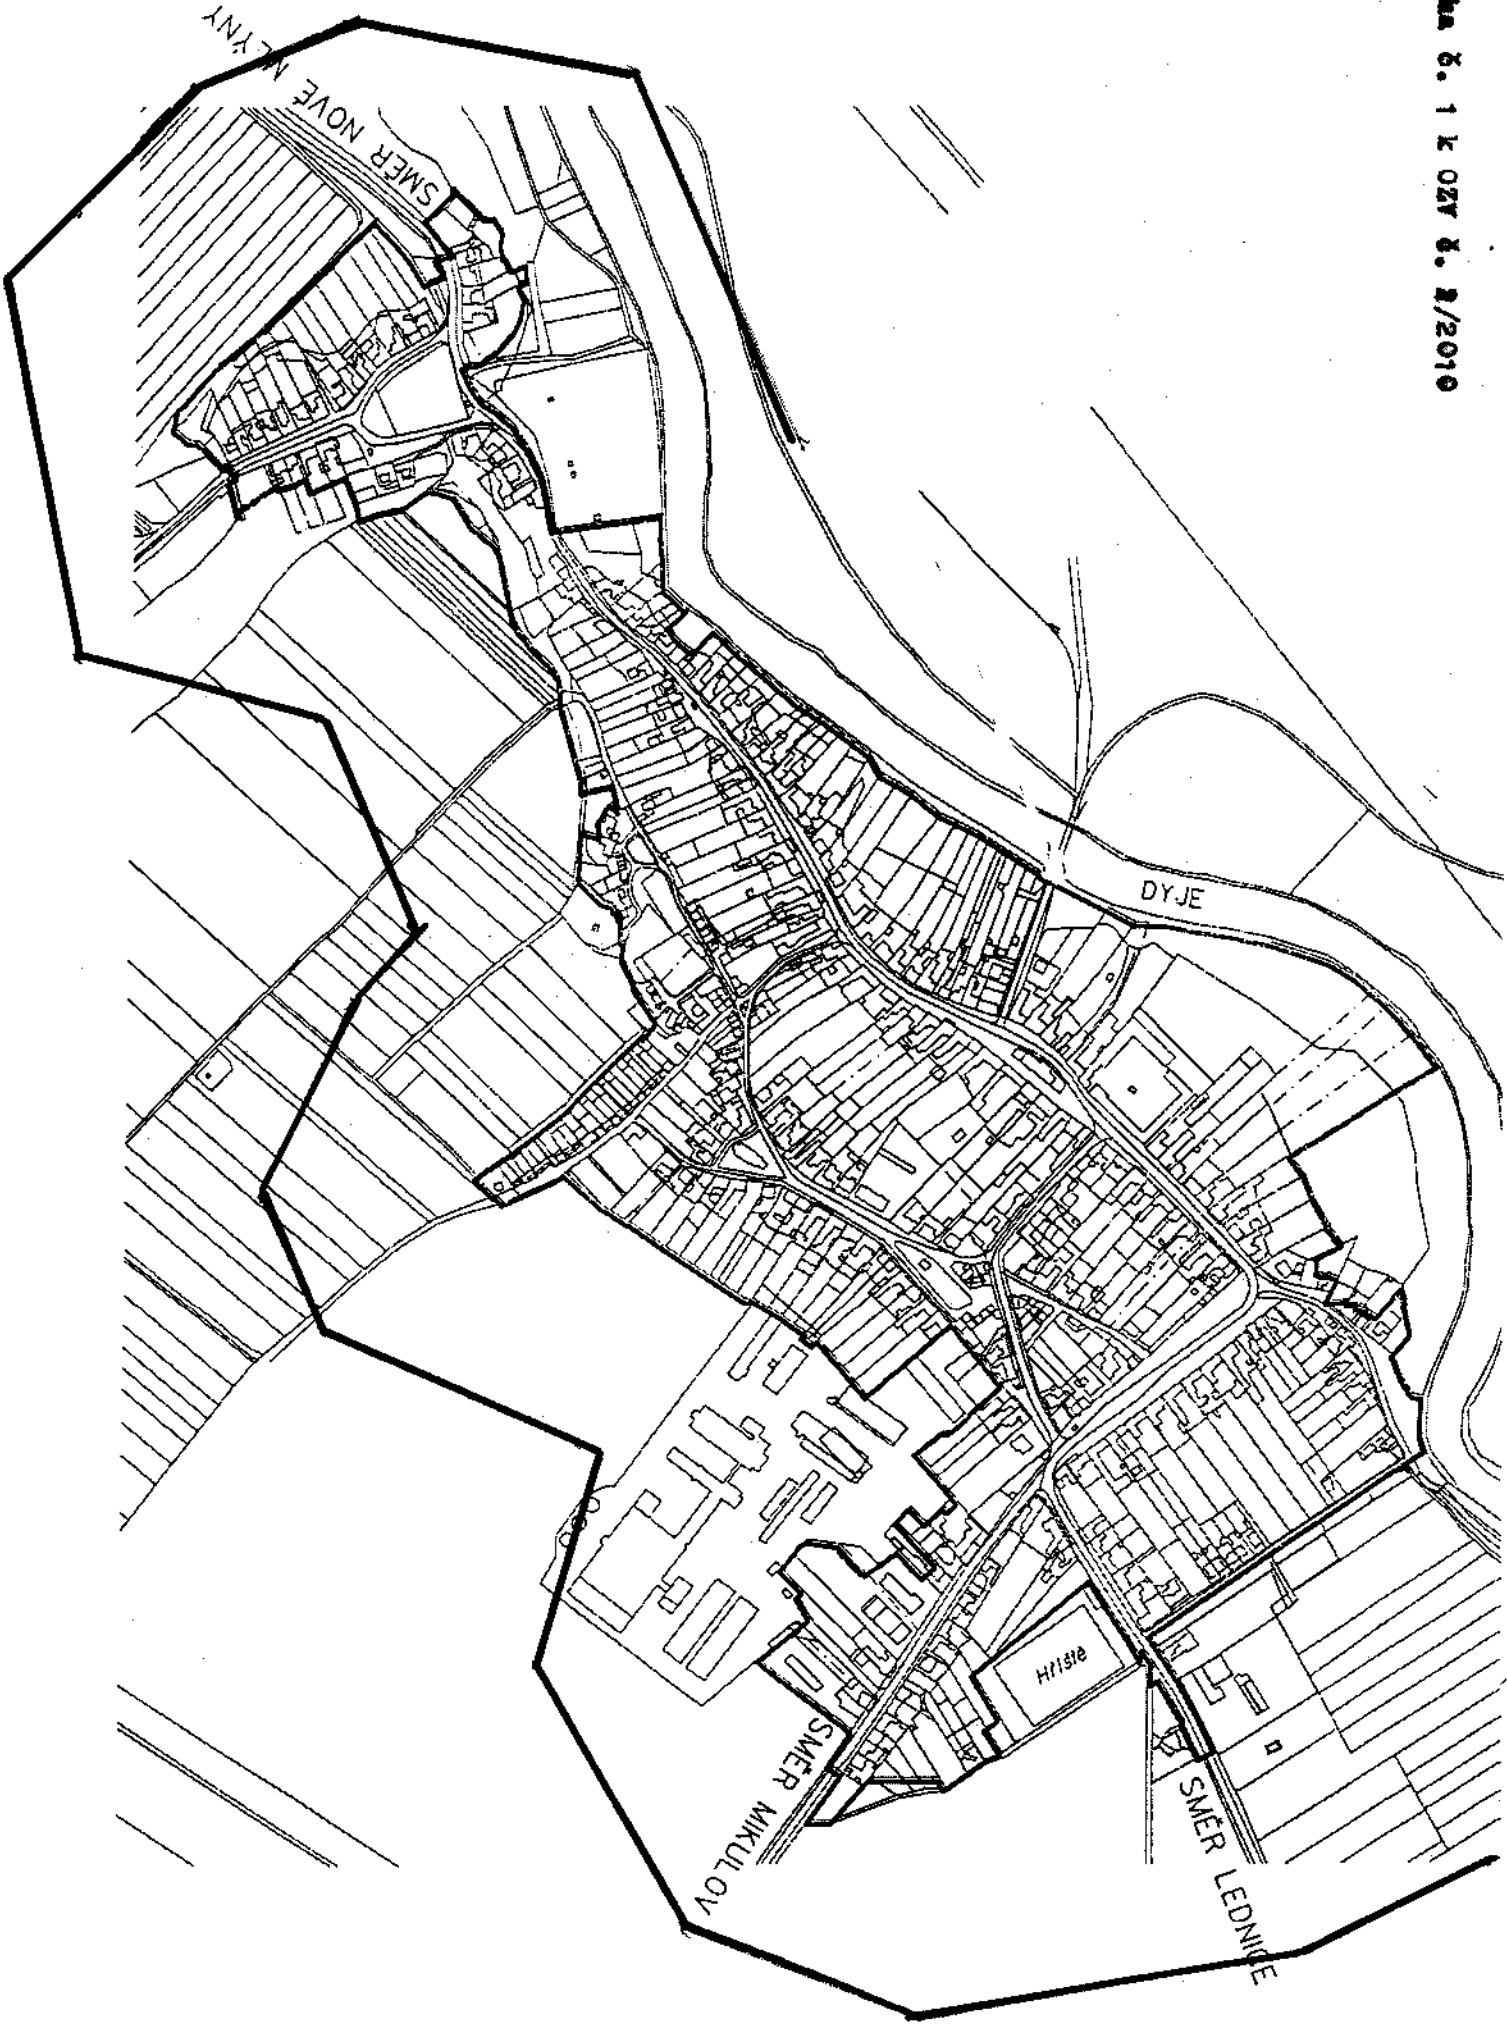 č. 1 k OZV č. 2/2010
SMĚR NOVÉ MLÝNY
DYJE
Hřiště
SMĚR MIKULOV
SMĚR LEDNICE